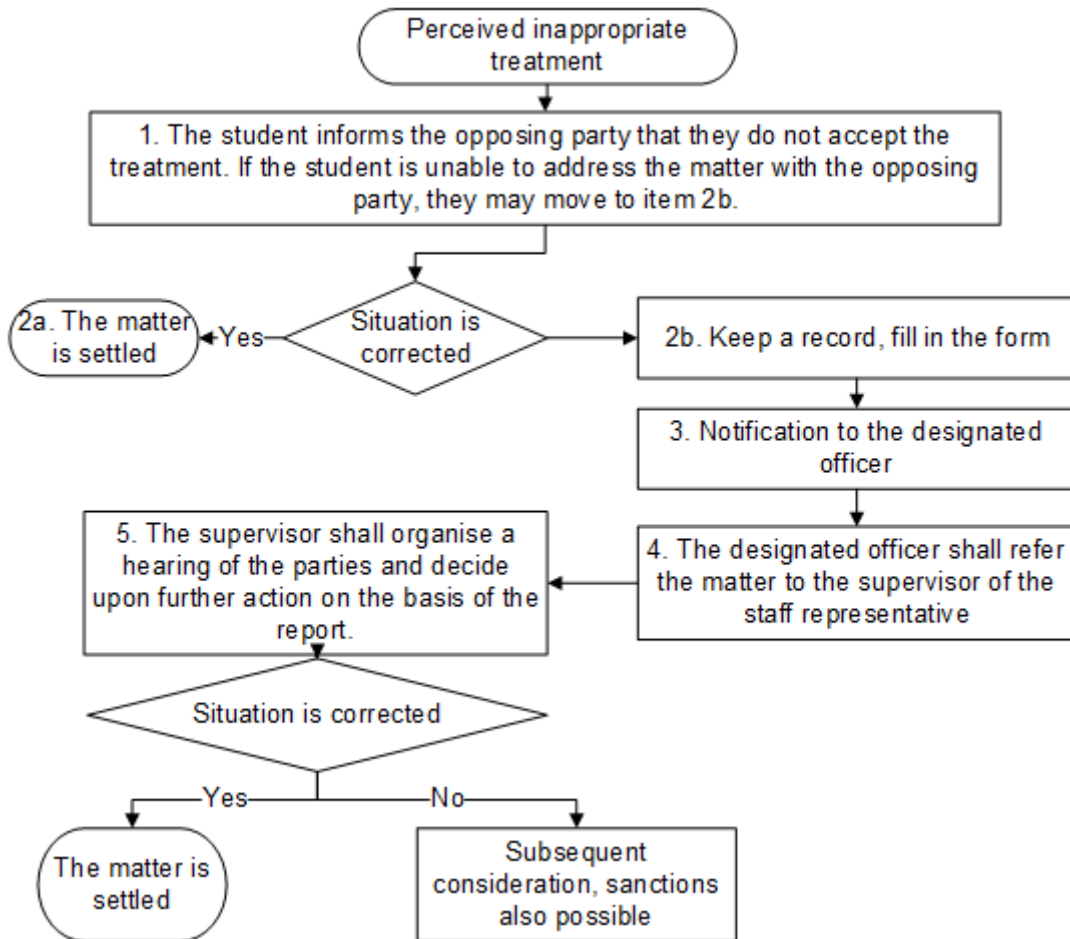 Perceived inappropriate
treatment
1. The student informs the opposing party that they do not accept the
treatment. If the student is unable to address the matter with the opposing
party, they may move to item 2b.
2a. The matter
is settled
Yes
Situation is
corrected
2b. Keep a record, fill in the form
3. Notification to the designated
officer
4. The designated officer shall refer
the matter to the supervisor of the
staff representative
5. The supervisor shall organise a
hearing of the parties and decide
upon further action on the basis of the
report.
Situation is corrected
Yes
No
The matter is
settled
Subsequent
consideration, sanctions
also possible